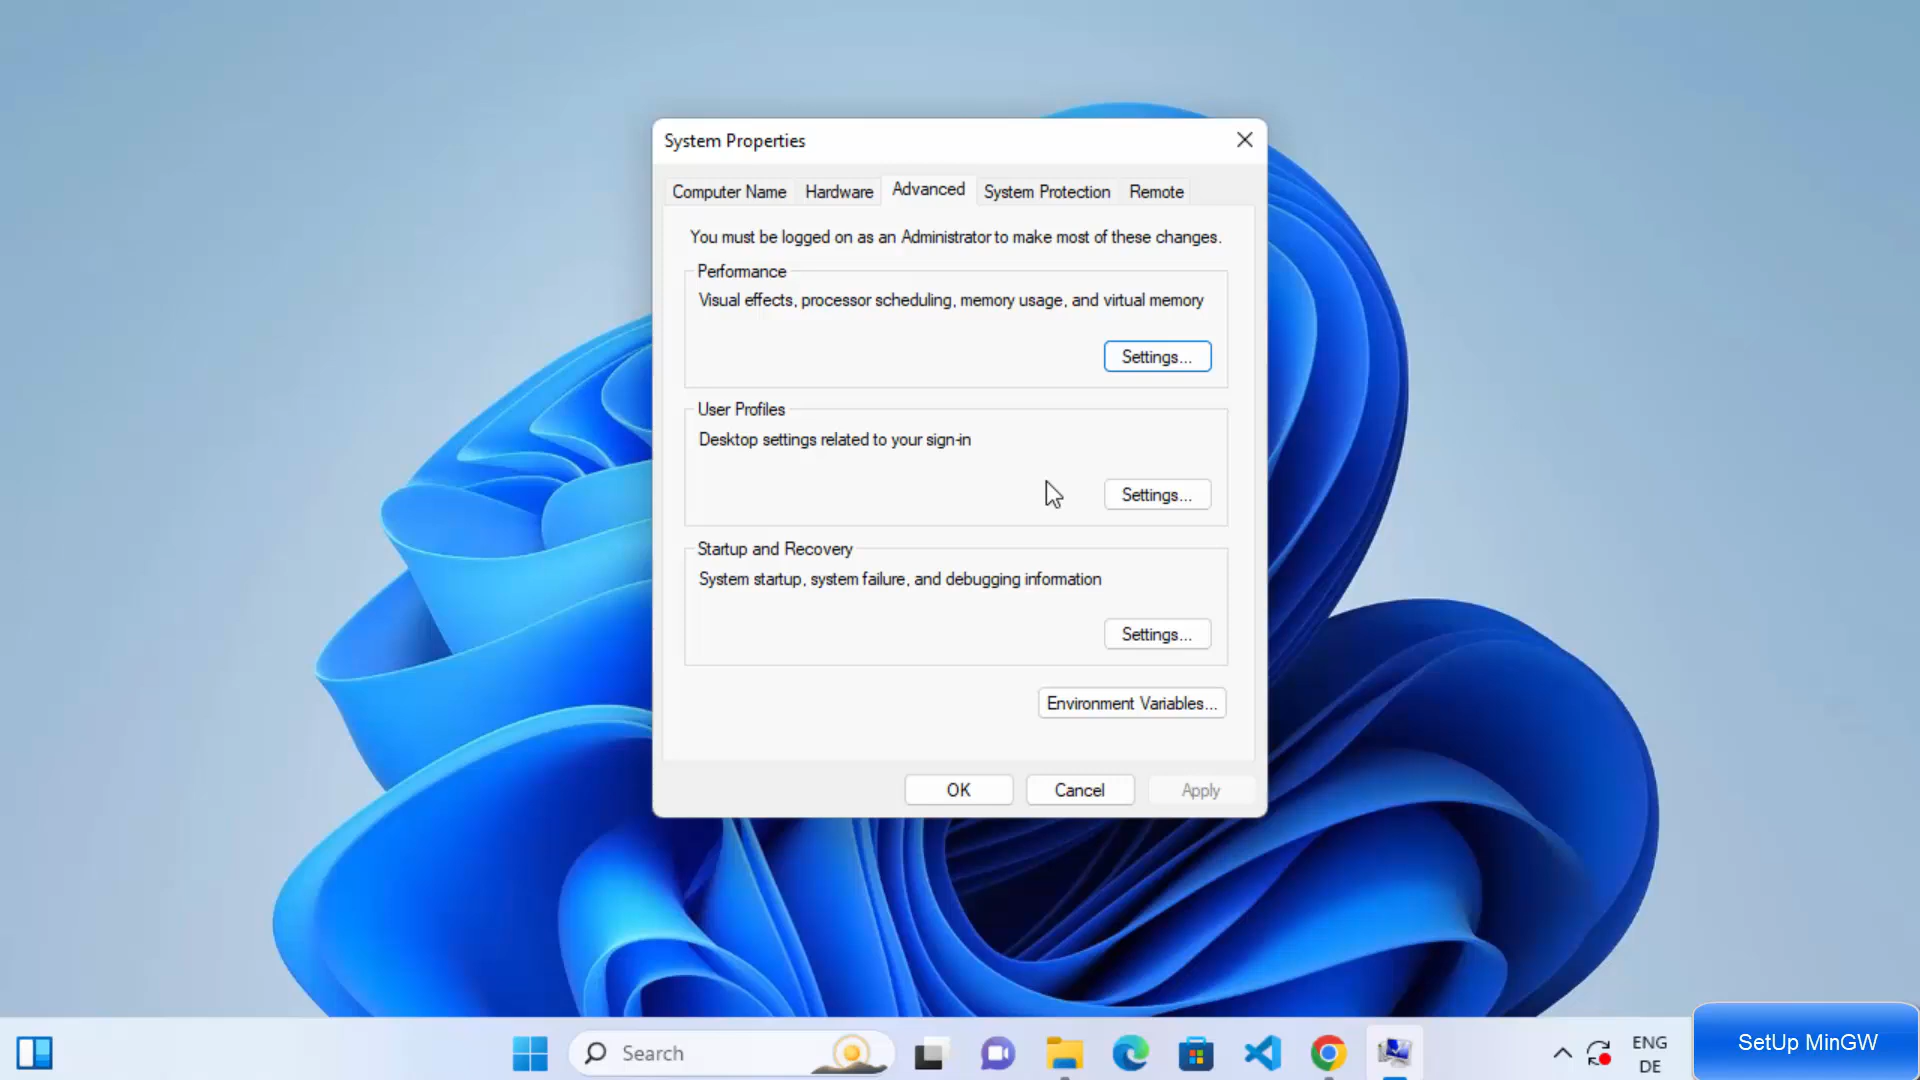 System Properties
Computer Name
Hardware
Advanced
System Protection
Remote
You must be logged on as an Administrator to make most of these changes.
Performance
Visual effects, processor scheduling, memory usage, and virtual memory
Settings...
User Profiles
Desktop settings related to your sign-in
Settings...
Startup and Recovery
System startup, system failure, and debugging information
Settings...
Environment Variables...
OK
Cancel
Apply
Search
ENG
DE
SetUp MinGW